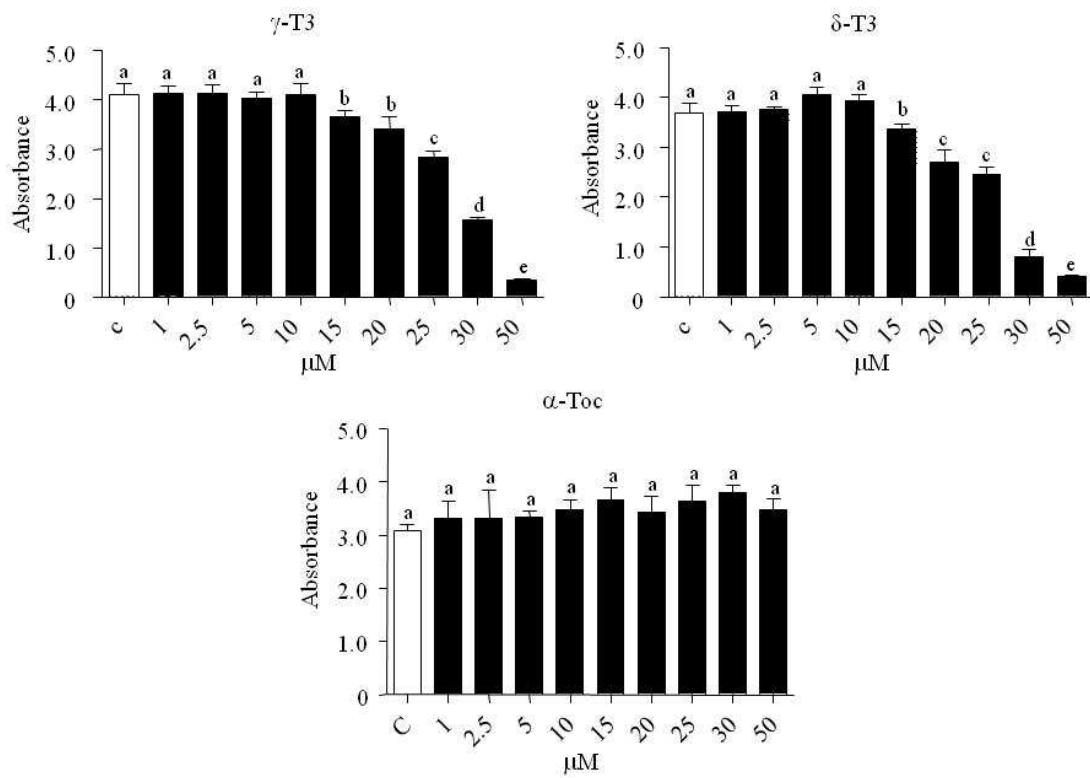 γ-T3
5.0
4.0
3.0
2.0
1.0
0
Absorbance
a a a a a b b c d e
c 1 2.5 5 10 15 20 25 30 50
μM
δ-T3
5.0
4.0
3.0
2.0
1.0
0
Absorbance
a a a a a b c c d e
c 1 2.5 5 10 15 20 25 30 50
μM
α-Toc
5.0
4.0
3.0
2.0
1.0
0
Absorbance
a a a a a a a a a a
C 1 2.5 5 10 15 20 25 30 50
μM